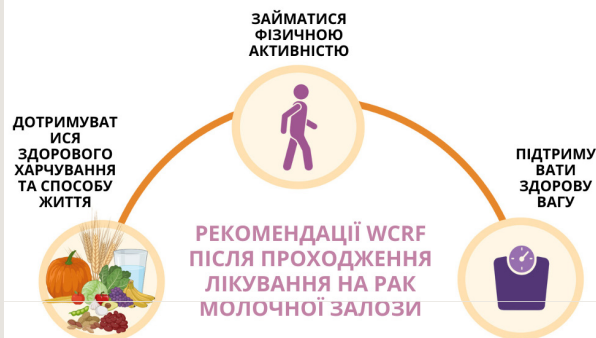 ЗАЙМАТИСЯ
ФІЗИЧНОЮ
АКТИВНІСТЮ
ДОТРИМУВАТ
ИСЯ
ЗДОРОВОГО
ХАРЧУВАННЯ
ТА СПОСОБУ
ЖИТТЯ
ПІДТРИМУ
ВАТИ
ЗДОРОВУ
ВАГУ
РЕКОМЕНДАЦІЇ WCRF
ПІСЛЯ ПРОХОДЖЕННЯ
ЛІКУВАННЯ НА РАК
МОЛОЧНОЇ ЗАЛОЗИ